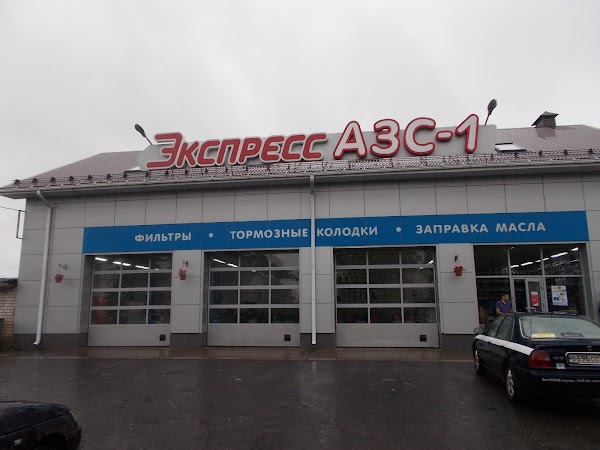 ЭКСПРЕСС АЗС-1
ФИЛЬТРЫ • ТОРМОЗНЫЕ КОЛОДКИ • ЗАПРАВКА МАСЛА